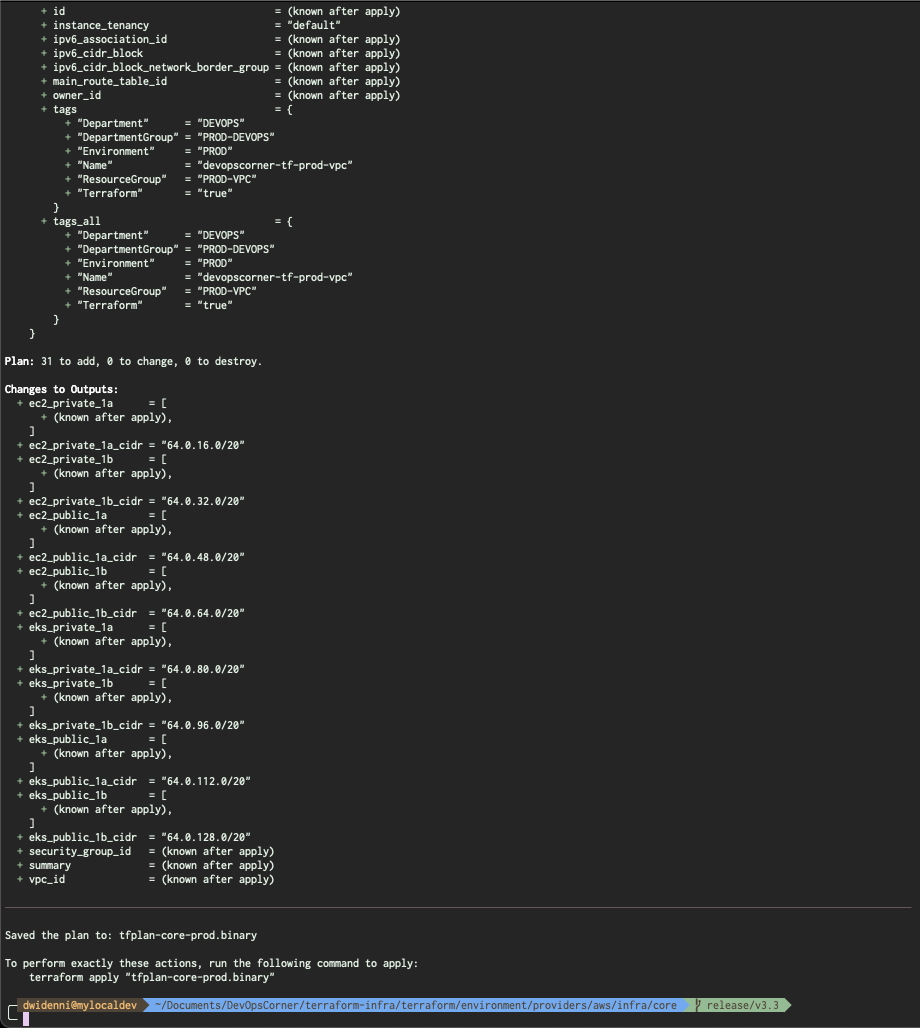 + id = (known after apply)
+ instance_tenancy = "default"
+ ipv6_association_id = (known after apply)
+ ipv6_cidr_block = (known after apply)
+ ipv6_cidr_block_network_border_group = (known after apply)
+ main_route_table_id = (known after apply)
+ owner_id = (known after apply)
+ tags = {
+ "Department" = "DEVOPS"
+ "DepartmentGroup" = "PROD-DEVOPS"
+ "Environment" = "PROD"
+ "Name" = "devopscorner-tf-prod-vpc"
+ "ResourceGroup" = "PROD-VPC"
+ "Terraform" = "true"
}
+ tags_all = {
+ "Department" = "DEVOPS"
+ "DepartmentGroup" = "PROD-DEVOPS"
+ "Environment" = "PROD"
+ "Name" = "devopscorner-tf-prod-vpc"
+ "ResourceGroup" = "PROD-VPC"
+ "Terraform" = "true"
}
}
Plan: 31 to add, 0 to change, 0 to destroy.
Changes to Outputs:
+ ec2_private_1a = [
+ (known after apply),
]
+ ec2_private_1a_cidr = "64.0.16.0/20"
+ ec2_private_1b = [
+ (known after apply),
]
+ ec2_private_1b_cidr = "64.0.32.0/20"
+ ec2_public_1a = [
+ (known after apply),
]
+ ec2_public_1a_cidr = "64.0.48.0/20"
+ ec2_public_1b = [
+ (known after apply),
]
+ ec2_public_1b_cidr = "64.0.64.0/20"
+ eks_private_1a = [
+ (known after apply),
]
+ eks_private_1a_cidr = "64.0.80.0/20"
+ eks_private_1b = [
+ (known after apply),
]
+ eks_private_1b_cidr = "64.0.96.0/20"
+ eks_public_1a = [
+ (known after apply),
]
+ eks_public_1a_cidr = "64.0.112.0/20"
+ eks_public_1b = [
+ (known after apply),
]
+ eks_public_1b_cidr = "64.0.128.0/20"
+ security_group_id = (known after apply)
+ summary = (known after apply)
+ vpc_id = (known after apply)
Saved the plan to: tfplan-core-prod.binary
To perform exactly these actions, run the following command to apply:
terraform apply "tfplan-core-prod.binary"
dwidenni@mylocaldev ~/Documents/DevOpsCorner/terraform-infra/terraform/environment/providers/aws/infra/core release/v3.3